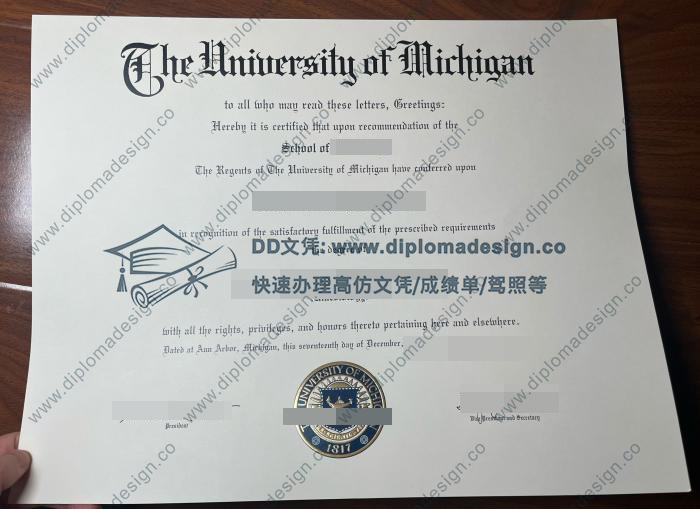 The University of Michigan
to all who may read these letters, Greetings:
Hereby it is certified that upon recommendation of the
School of
The Regents of The University of Michigan have conferred upon
in recognition of the satisfactory fulfillment of the prescribed requirements
DD文凭: www.diplomadesign.co
快速办理高仿文凭/成绩单/驾照等
with all the rights, privileges, and honors thereto pertaining here and elsewhere.
Dated at Ann Arbor, Michigan, this seventeenth day of December,
UNIVERSITY OF MICHIGAN
1817
President
Vice President and Secretary
www.diplomadesign.co